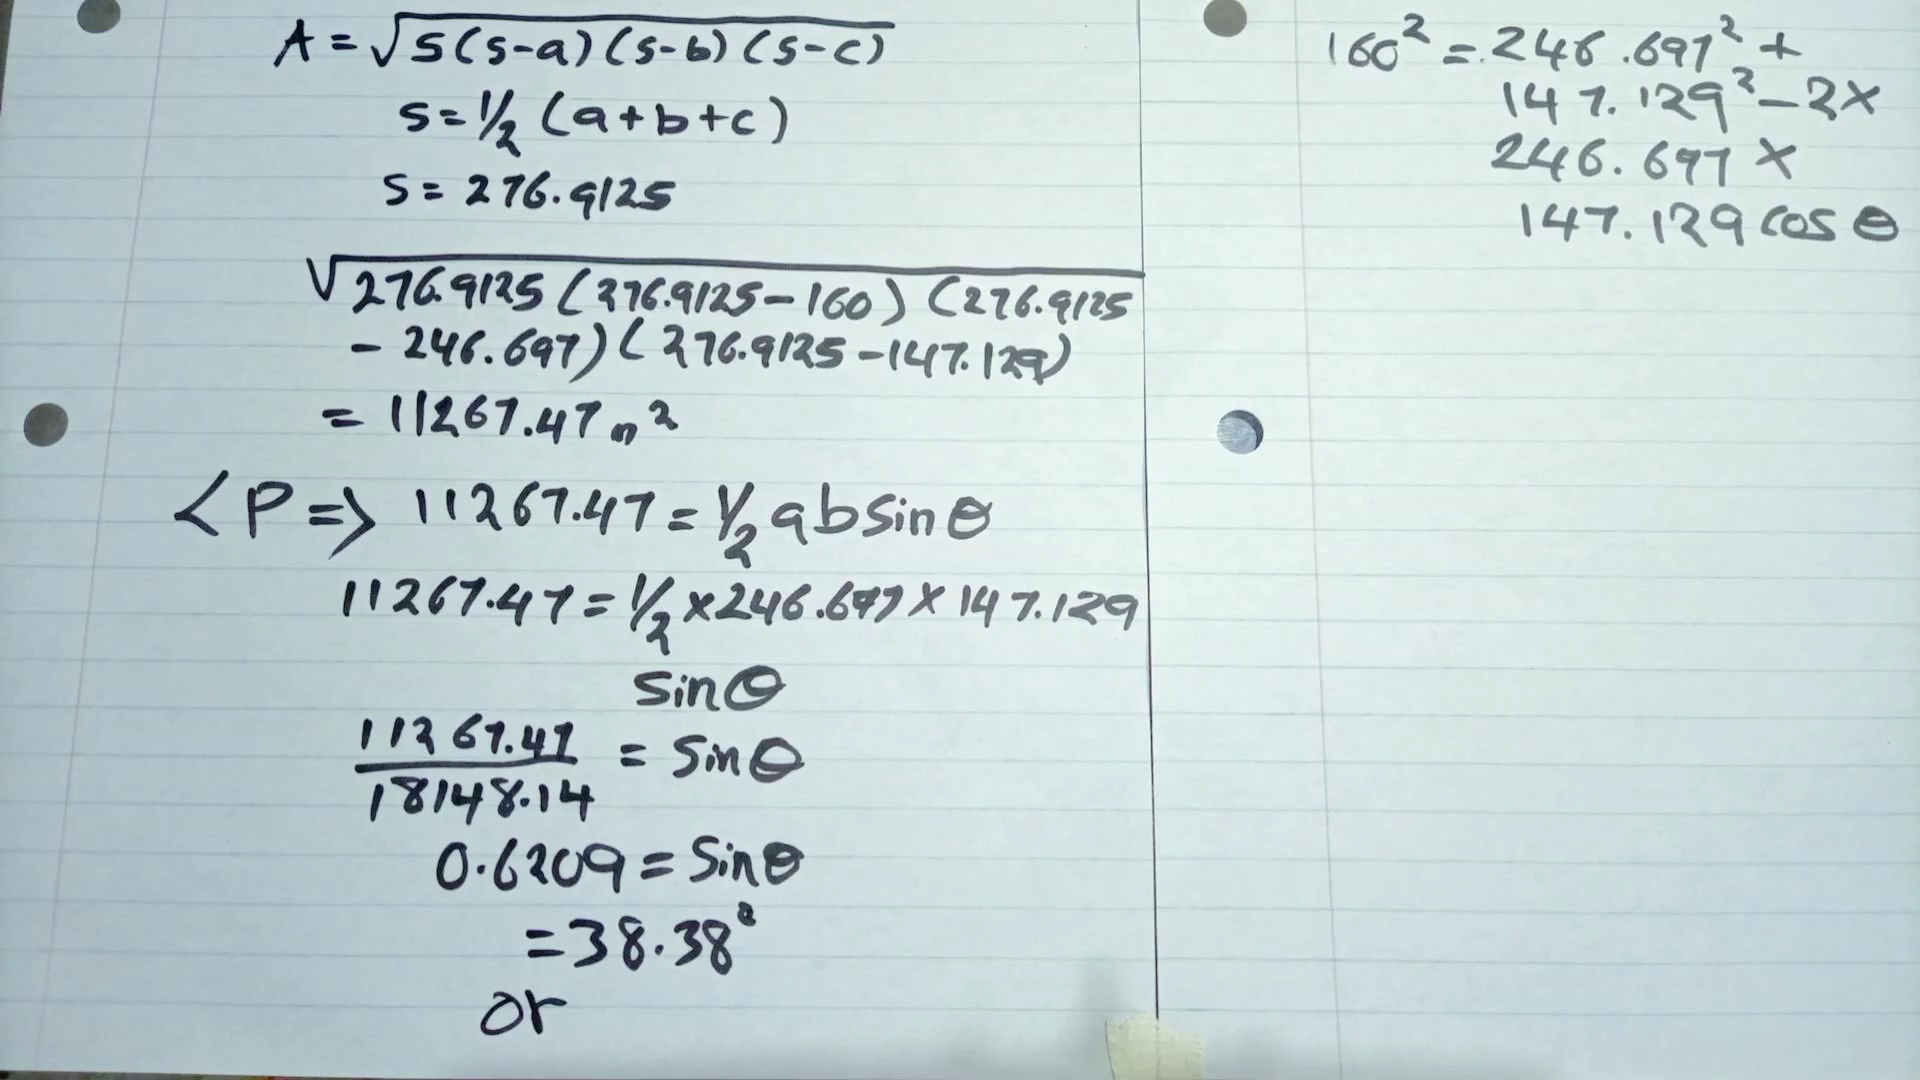 A = √S(S-a)(S-b)(S-c)
S = 1/2 (a+b+c)
S = 276.9125
√276.9125 (276.9125-160) (276.9125
- 246.697)(276.9125-147.129)
= 11267.47 m²
<P => 11267.47 = 1/2 ab sin θ
11267.47 = 1/2 × 246.697 × 147.129
sin θ
11267.47
18148.14
= Sin θ
0.6209 = Sin θ
= 38.38°
or
160² = 246.697² +
147.129² - 2×
246.697 ×
147.129 cos θ